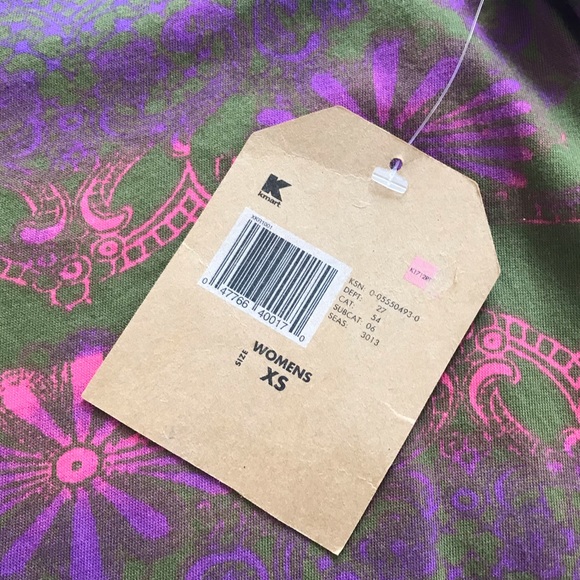 kmart
0 47766 40017 0
KSN: 0-05550493-0
DEPT: 27
CAT: 54
SUBCAT: 06
SEAS: 3013
SIZE
WOMENS
XS